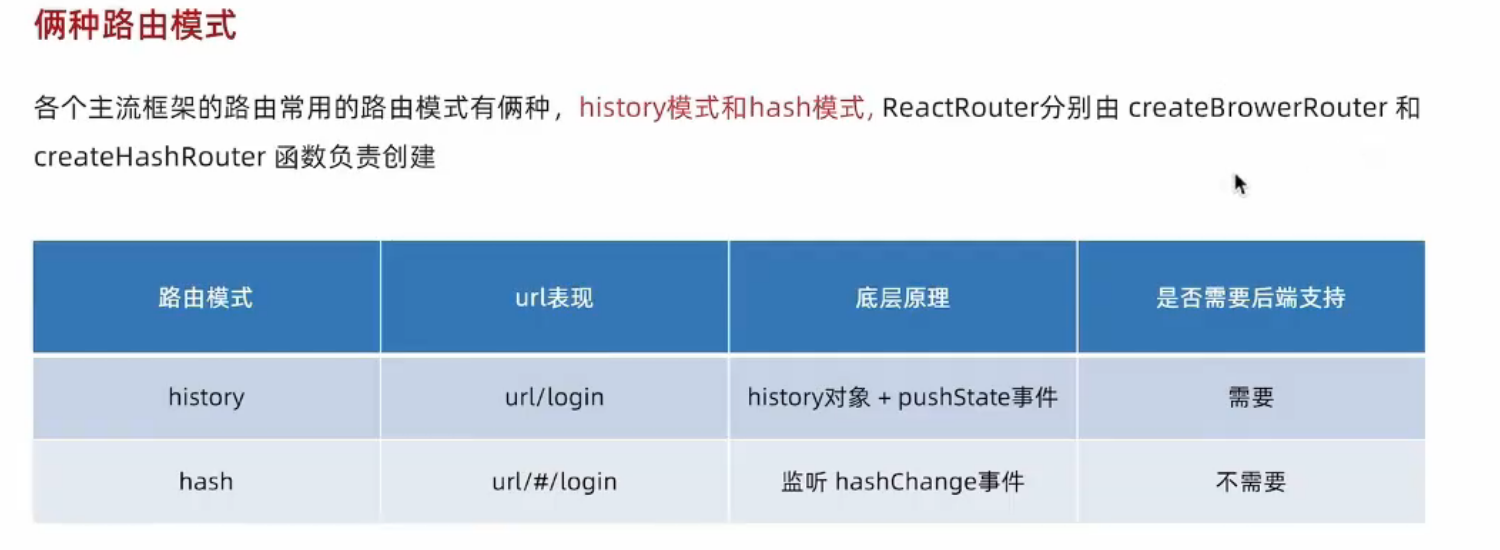 俩种路由模式
各个主流框架的路由常用的路由模式有俩种，history模式和hash模式, ReactRouter分别由 createBrowerRouter 和
createHashRouter 函数负责创建
路由模式 url表现 底层原理 是否需要后端支持
history url/login history对象 + pushState事件 需要
hash url/#/login 监听 hashChange事件 不需要